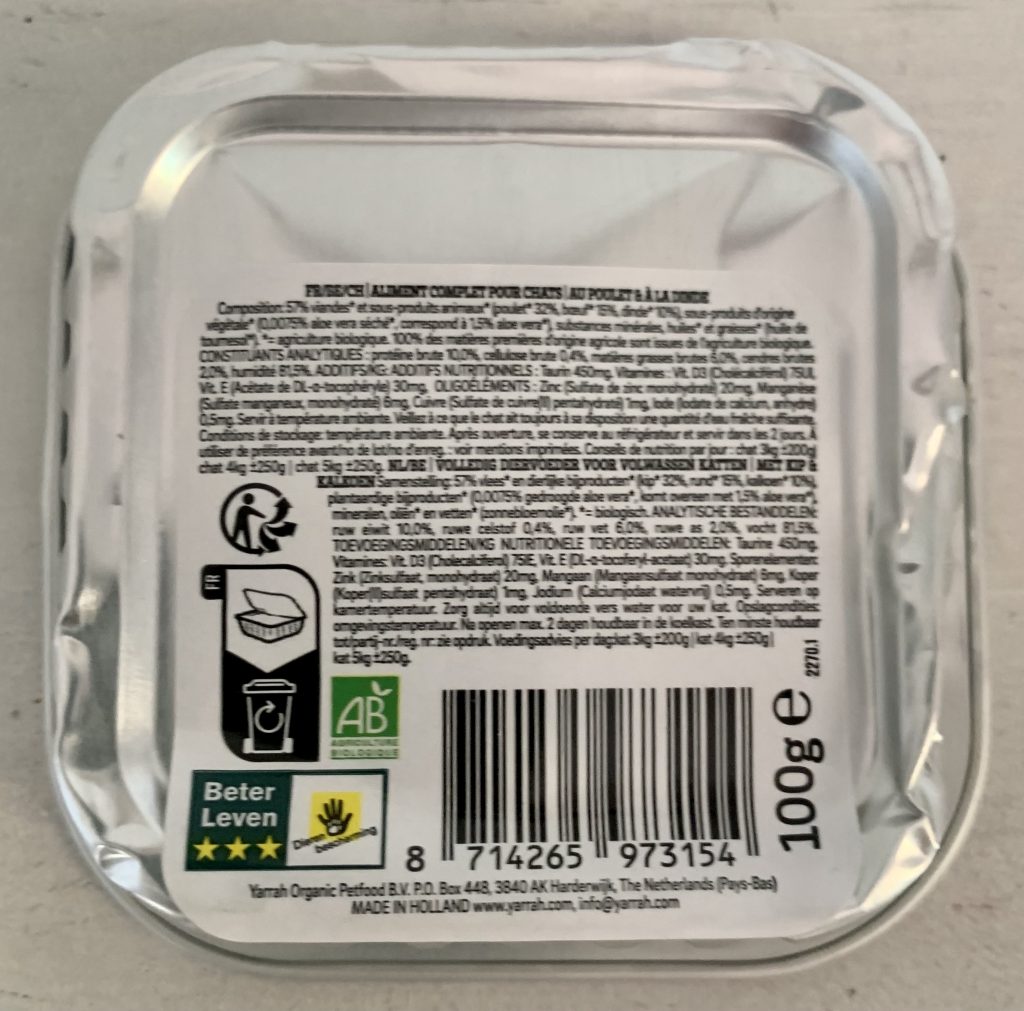 FR/BE/CH | ALIMENT COMPLET POUR CHATS | AU POULET & À LA DINDE
Composition: 57% viandes* et sous-produits animaux* (poulet* 32%, bœuf* 15%, dinde* 10%), sous-produits d'origine
végétale* (0,0075% aloe vera séché*, correspond à 1,5% aloe vera*), substances minérales, huiles* et graisses* (huile de
tournesol*). *= agriculture biologique. 100% des matières premières d'origine agricole sont issues de l'agriculture biologique.
CONSTITUANTS ANALYTIQUES : protéine brute 10,0%, cellulose brute 0,4%, matières grasses brutes 6,0%, cendres brutes
2,0%, humidité 81,5%. ADDITIFS/KG: ADDITIFS NUTRITIONNELS : Taurin 450mg, Vitamines : Vit. D3 (Cholécalciférol) 75UI,
Vit. E (Acétate de DL-α-tocophéryle) 30mg, OLIGOÉLÉMENTS : Zinc (Sulfate de zinc monohydraté) 20mg, Manganèse
(Sulfate manganeux, monohydraté) 6mg, Cuivre (Sulfate de cuivre(II) pentahydraté) 1mg, Iode (Iodate de calcium, anhydre)
0,5mg. Servir à température ambiante. Veillez à ce que le chat ait toujours à sa disposition une quantité d'eau fraîche suffisante.
Conditions de stockage: température ambiante. Après ouverture, se conserve au réfrigérateur et servir dans les 2 jours. À
utiliser de préférence avant/no de lot/no d'enreg. : voir mentions imprimées. Conseils de nutrition par jour : chat 3kg ±200g|
chat 4kg ±250g | chat 5kg ±250g. NL/BE | VOLLEDIG DIERVOEDER VOOR VOLWASSEN KATTEN | MET KIP &
KALKOEN Samenstelling: 57% vlees* en dierlijke bijproducten* (kip* 32%, rund* 15%, kalkoen* 10%),
plantaardige bijproducten* (0,0075% gedroogde aloe vera*, komt overeen met 1,5% aloe vera*),
mineralen, oliën* en vetten* (zonnebloemolie*). *= biologisch. ANALYTISCHE BESTANDDELEN:
ruw eiwit 10,0%, ruwe celstof 0,4%, ruw vet 6,0%, ruwe as 2,0%, vocht 81,5%.
TOEVOEGINGSMIDDELEN/KG NUTRITIONELE TOEVOEGINGSMIDDELEN: Taurine 450mg,
Vitamines: Vit. D3 (Cholecalciferol) 75IE, Vit. E (DL-α-tocoferyl-acetaat) 30mg. Sporenelementen:
Zink (Zinksulfaat, monohydraat) 20mg, Mangaan (Mangaansulfaat monohydraat) 6mg, Koper
(Koper(II)sulfaat pentahydraat) 1mg, Jodium (Calciumjodaat watervrij) 0,5mg. Serveren op
kamertemperatuur. Zorg altijd voor voldoende vers water voor uw kat. Opslagcondities:
omgevingstemperatuur. Na openen max. 2 dagen houdbaar in de koelkast. Ten minste houdbaar
tot/partij-nr./reg. nr.: zie opdruk. Voedingsadvies per dag:kat 3kg ±200g | kat 4kg ±250g |
kat 5kg ±250g.
2270.1
FR
AB
AGRICULTURE
BIOLOGIQUE
100g e
Beter
Leven
Dierenbescherming
8 714265 973154
Yarrah Organic Petfood B.V. P.O. Box 448, 3840 AK Harderwijk, The Netherlands (Pays-Bas)
MADE IN HOLLAND www.yarrah.com, info@yarrah.com